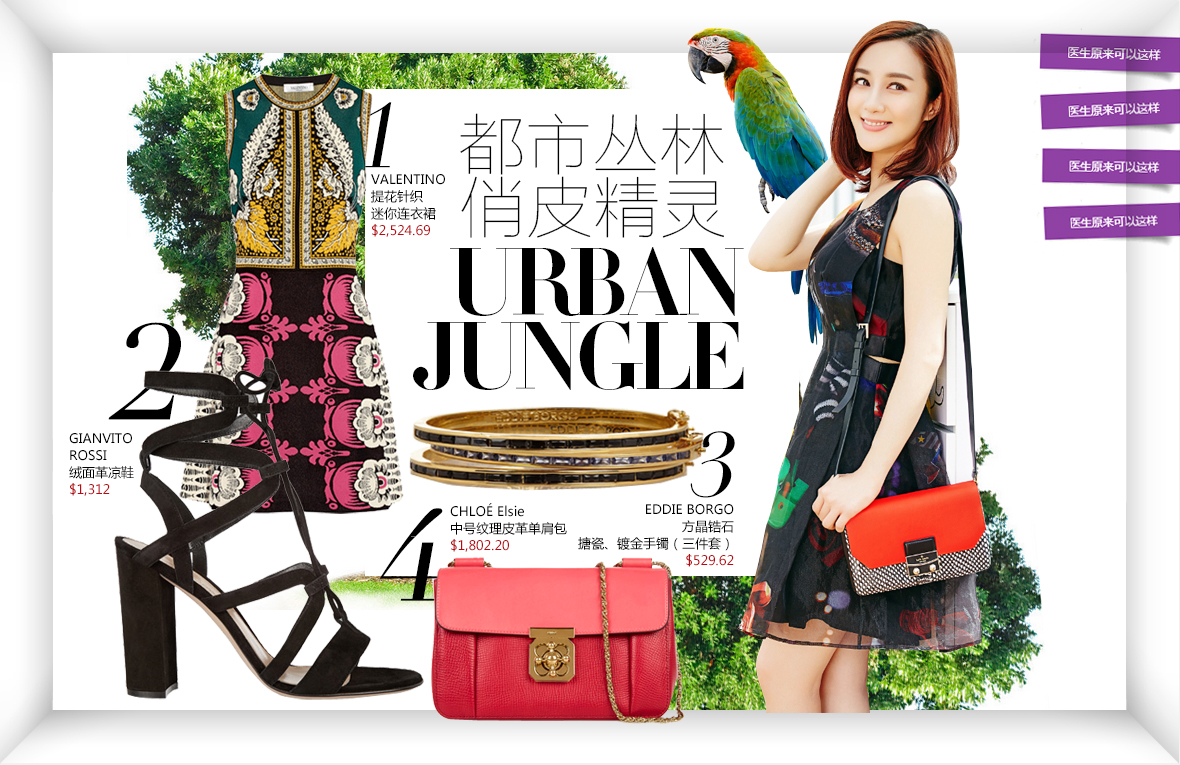 1
VALENTINO
提花针织
迷你连衣裙
$2,524.69
都市丛林
俏皮精灵
URBAN
JUNGLE
2
GIANVITO
ROSSI
绒面革凉鞋
$1,312
EDDIE BORGO
3
EDDIE BORGO
方晶锆石
搪瓷、镀金手镯（三件套）
$529.62
4
CHLOÉ Elsie
中号纹理皮革单肩包
$1,802.20
医生原来可以这样
医生原来可以这样
医生原来可以这样
医生原来可以这样